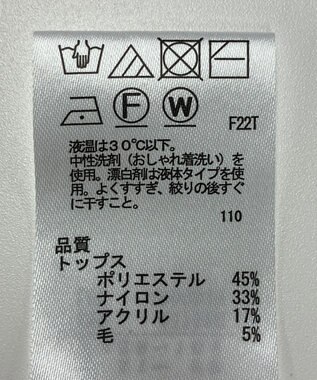 F W
F22T
液温は30℃以下。
中性洗剤（おしゃれ着洗い）を
使用。漂白剤は液体タイプを使
用。よくすすぎ、絞りの後すぐ
に干すこと。
110
品質
トップス
ポリエステル 45%
ナイロン 33%
アクリル 17%
毛 5%